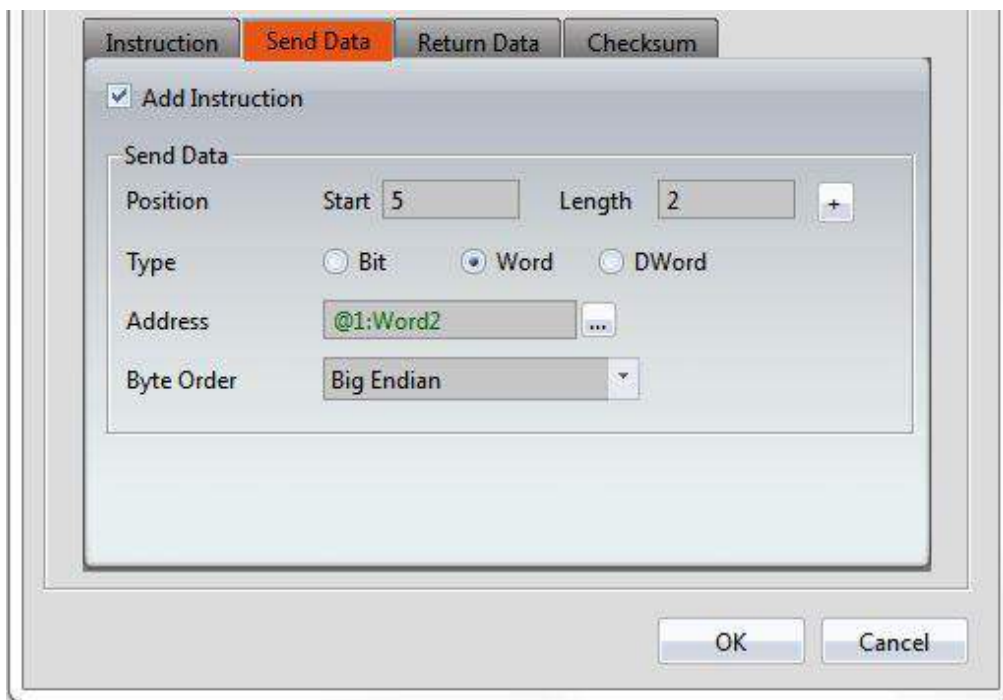 Instruction Send Data Return Data Checksum
Add Instruction
Send Data
Position Start 5 Length 2 +
Type Bit Word DWord
Address @1:Word2 ...
Byte Order Big Endian
OK Cancel